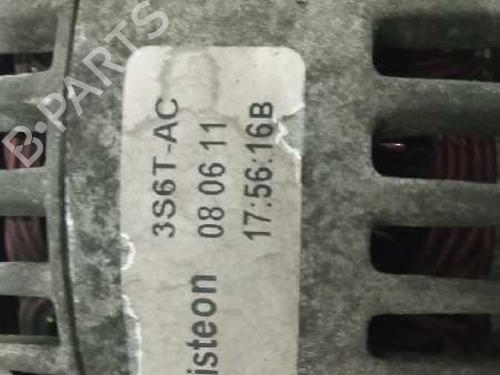 3S6T-AC
08 06 11
17:56:16B
isteon
B-PARTS